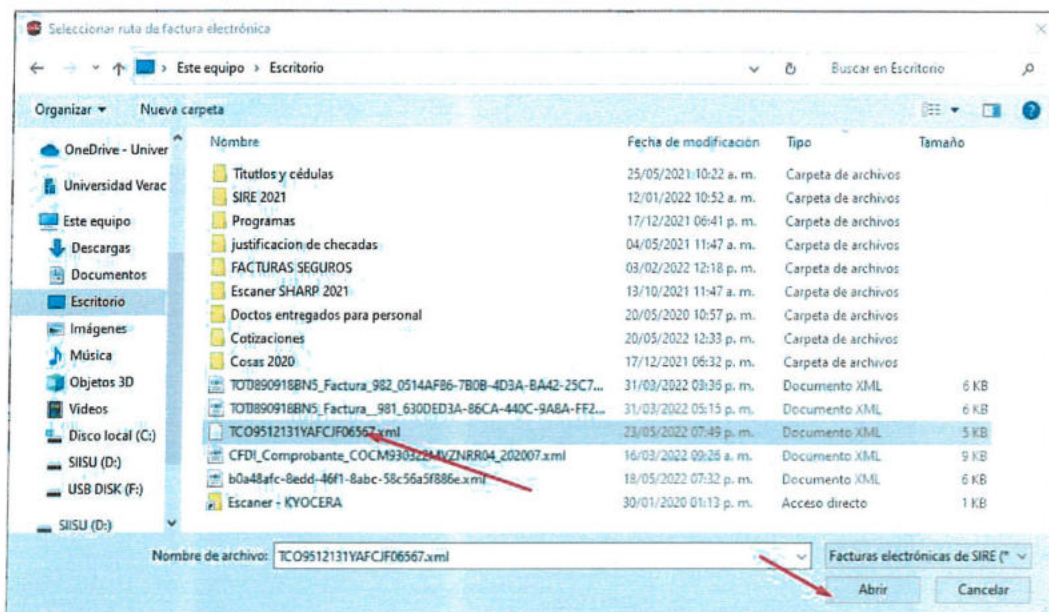 Seleccionar ruta de factura electrónica
Este equipo > Escritorio
Buscar en Escritorio
Organizar
Nueva carpeta
Nombre
Fecha de modificación
Tipo
Tamaño
OneDrive - Univer
Universidad Verac
Este equipo
Descargas
Documentos
Escritorio
Imágenes
Música
Objetos 3D
Videos
Disco local (C:)
SIISU (D:)
USB DISK (F:)
SIISU (D:)
Titutlos y cédulas 25/05/2021 10:22 a. m. Carpeta de archivos
SIRE 2021 12/01/2022 10:52 a. m. Carpeta de archivos
Programas 17/12/2021 06:41 p. m. Carpeta de archivos
justificacion de checadas 04/05/2021 11:47 a. m. Carpeta de archivos
FACTURAS SEGUROS 03/02/2022 12:18 p. m. Carpeta de archivos
Escaner SHARP 2021 13/10/2021 11:47 a. m. Carpeta de archivos
Doctos entregados para personal 20/05/2020 10:57 p. m. Carpeta de archivos
Cotizaciones 20/05/2022 12:33 p. m. Carpeta de archivos
Cosas 2020 17/12/2021 06:32 p. m. Carpeta de archivos
TODI890918BN5_Factura_982_0514AF86-7B0B-4D3A-BA42-25C7... 31/03/2022 03:36 p. m. Documento XML 6 KB
TODI890918BN5_Factura__981_630DED3A-86CA-440C-9A8A-FF2... 31/03/2022 05:15 p. m. Documento XML 6 KB
TCO9512131YAFCJF06567.xml 23/05/2022 07:49 p. m. Documento XML 5 KB
CFDI_Comprobante_COCM930322MVZNRR04_202007.xml 16/03/2022 09:26 a. m. Documento XML 9 KB
b0a48afc-8edd-46f1-8abc-58c56a5f886e.xml 18/05/2022 07:32 p. m. Documento XML 6 KB
Escaner - KYOCERA 30/01/2020 01:13 p. m. Acceso directo 1 KB
Nombre de archivo: TCO9512131YAFCJF06567.xml
Facturas electrónicas de SIRE (*
Abrir
Cancelar